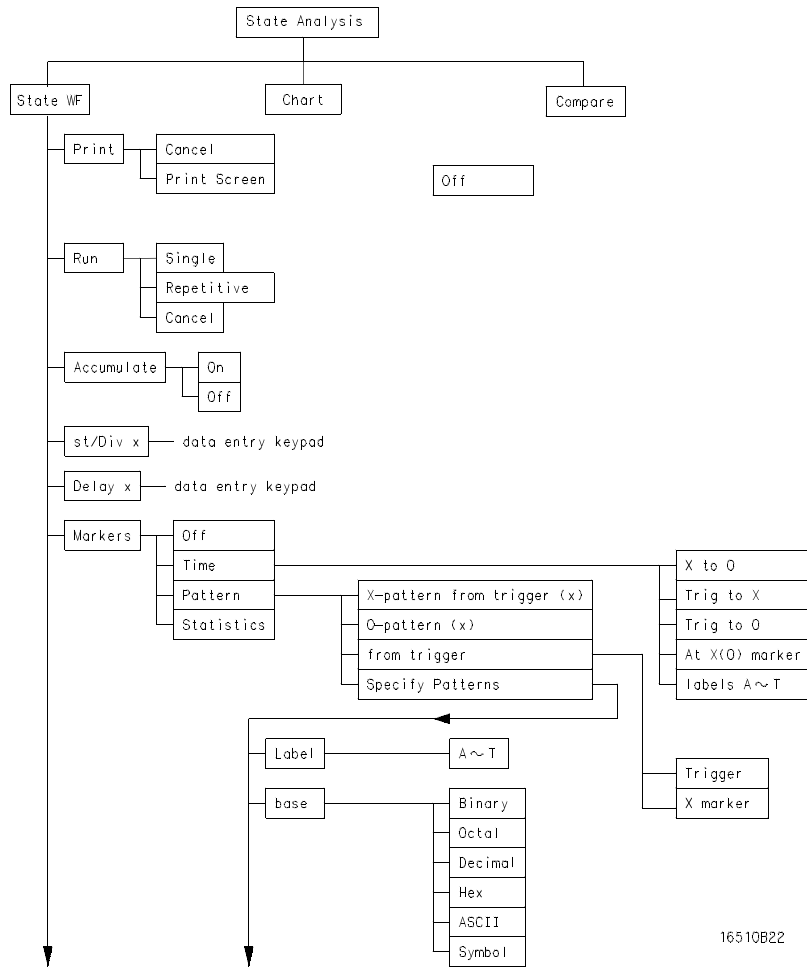 State Analysis
State WF
Chart
Compare
Print
Cancel
Print Screen
Off
Run
Single
Repetitive
Cancel
Accumulate
On
Off
st/Div x
data entry keypad
Delay x
data entry keypad
Markers
Off
Time
Pattern
Statistics
X to O
Trig to X
Trig to O
At X(O) marker
labels A~T
X-pattern from trigger (x)
O-pattern (x)
from trigger
Specify Patterns
Trigger
X marker
Label
A~T
base
Binary
Octal
Decimal
Hex
ASCII
Symbol
16510B22